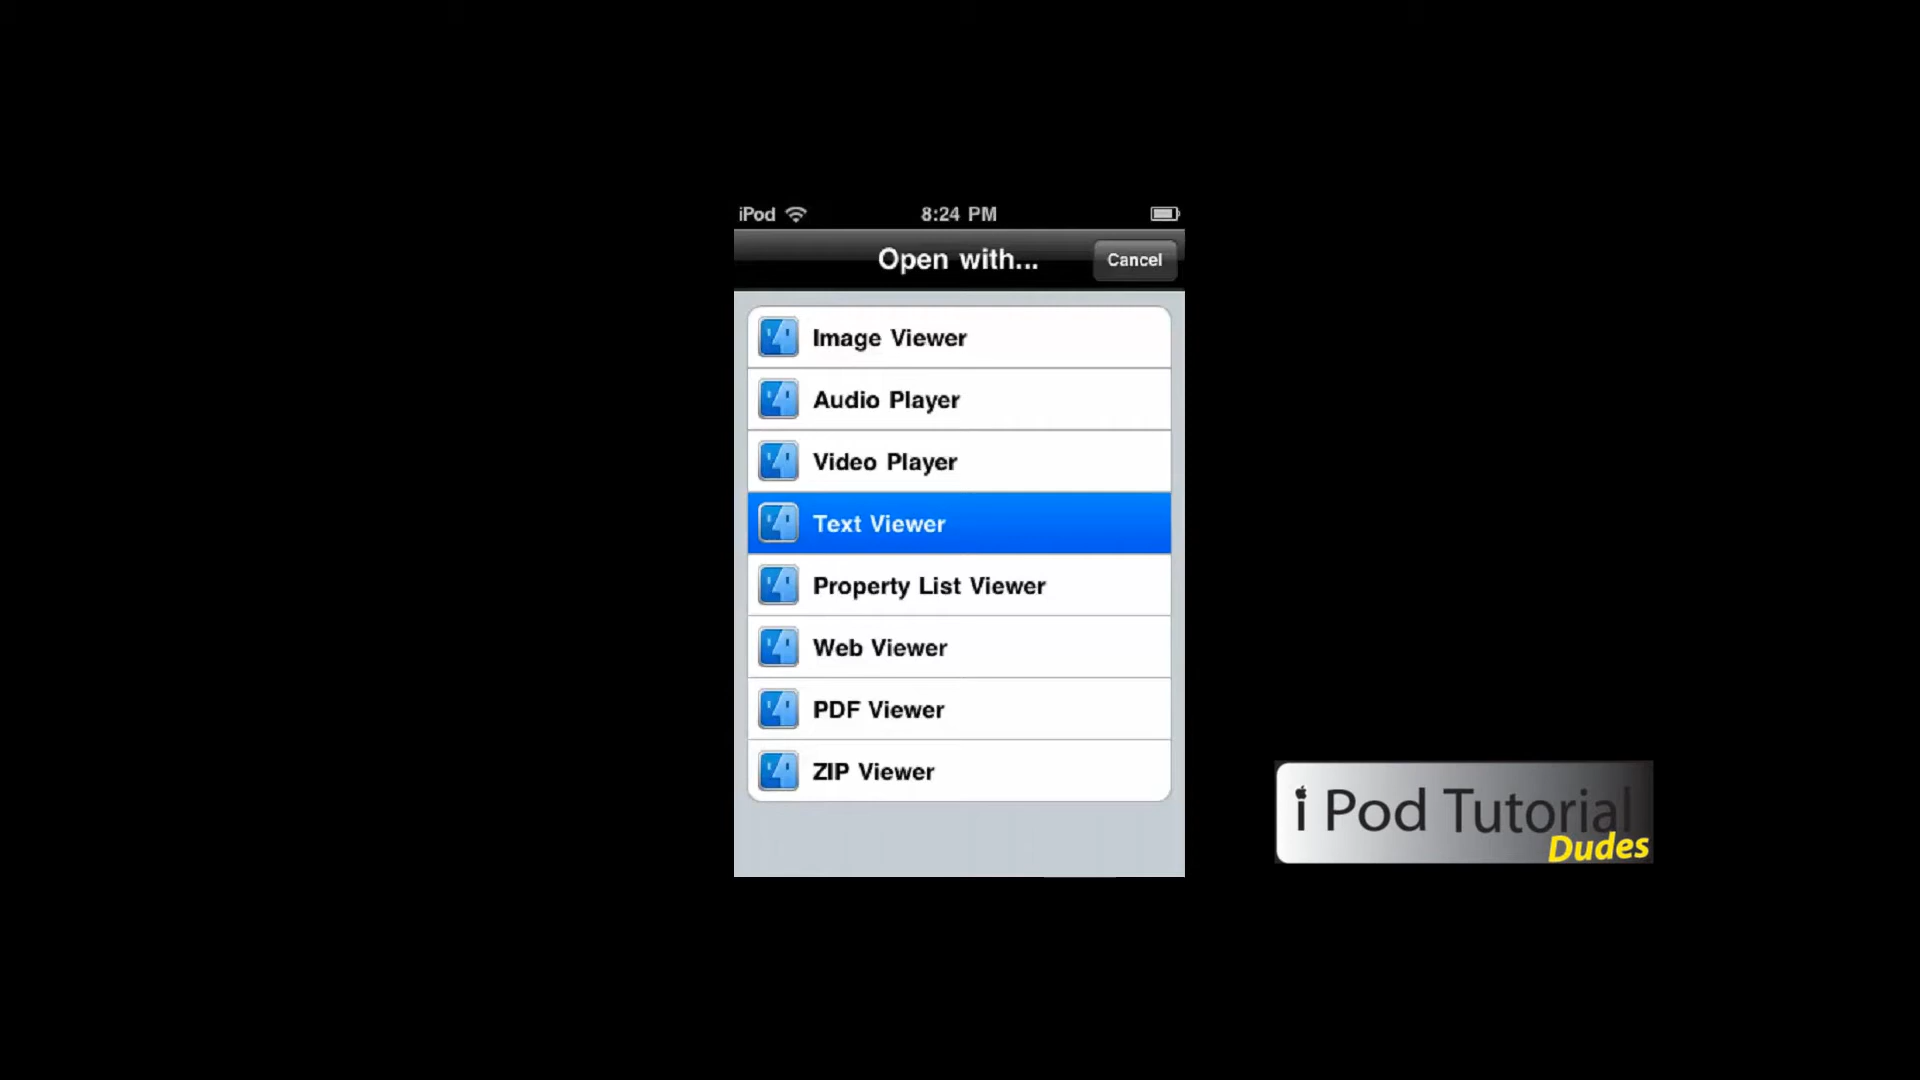 iPod 8:24 PM
Open with... Cancel
Image Viewer
Audio Player
Video Player
Text Viewer
Property List Viewer
Web Viewer
PDF Viewer
ZIP Viewer
i Pod Tutorial
Dudes